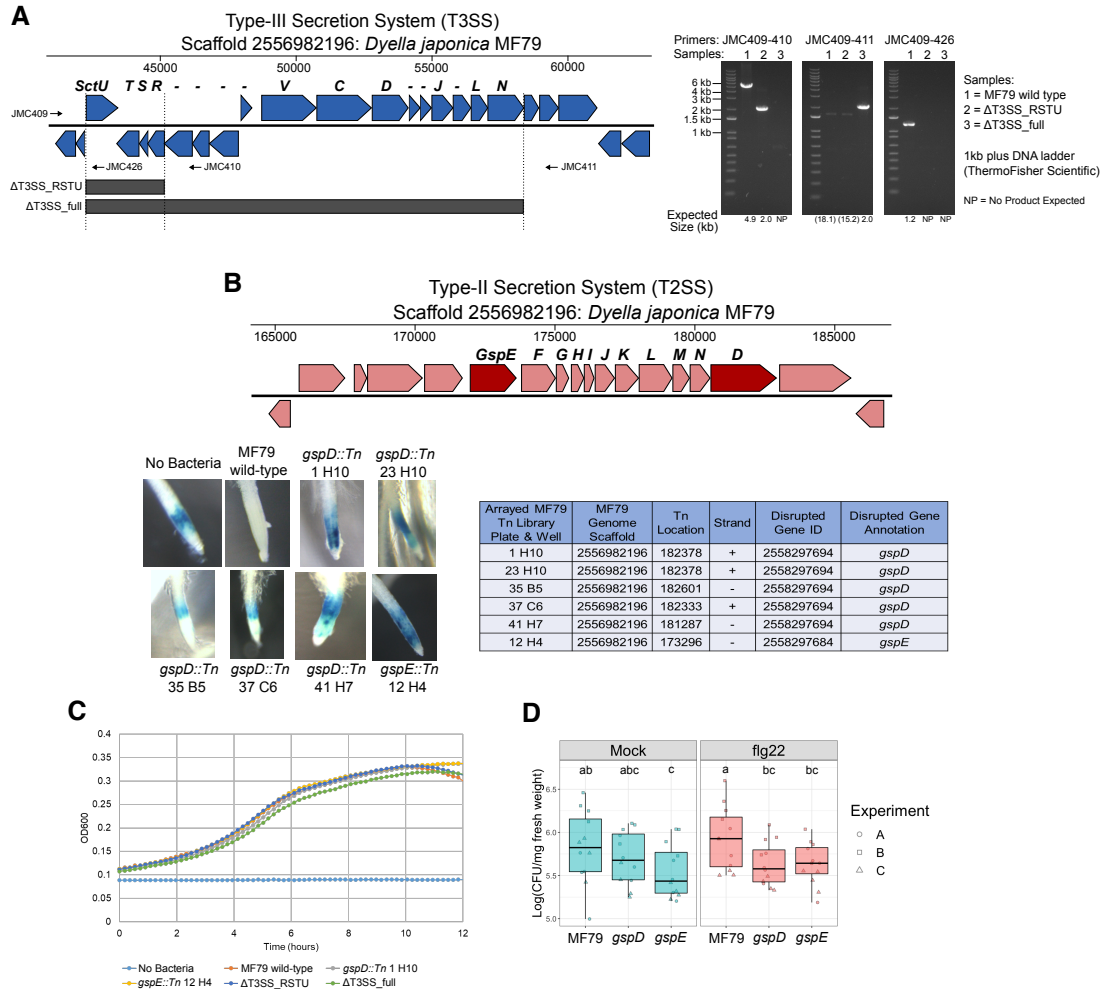 A
Type-III Secretion System (T3SS)
Scaffold 2556982196: Dyella japonica MF79
45000 50000 55000 60000
SctU T S R - - - - V C D - - J - L N
JMC409
JMC426
JMC410
JMC411
ΔT3SS_RSTU
ΔT3SS_full
Primers: JMC409-410 JMC409-411 JMC409-426
Samples: 1 2 3 1 2 3 1 2 3
6 kb
4 kb
3 kb
2 kb
1.5 kb
1 kb
Expected Size (kb) 4.9 2.0 NP (18.1) (15.2) 2.0 1.2 NP NP
Samples:
1 = MF79 wild type
2 = ΔT3SS_RSTU
3 = ΔT3SS_full
1kb plus DNA ladder
(ThermoFisher Scientific)
NP = No Product Expected
B
Type-II Secretion System (T2SS)
Scaffold 2556982196: Dyella japonica MF79
165000 170000 175000 180000 185000
GspE F G H I J K L M N D
No Bacteria
MF79
wild-type
gspD::Tn
1 H10
gspD::Tn
23 H10
gspD::Tn
35 B5
gspD::Tn
37 C6
gspD::Tn
41 H7
gspE::Tn
12 H4
Arrayed MF79 Tn Library Plate & Well MF79 Genome Scaffold Tn Location Strand Disrupted Gene ID Disrupted Gene Annotation
1 H10 2556982196 182378 + 2558297694 gspD
23 H10 2556982196 182378 + 2558297694 gspD
35 B5 2556982196 182601 - 2558297694 gspD
37 C6 2556982196 182333 + 2558297694 gspD
41 H7 2556982196 181287 - 2558297694 gspD
12 H4 2556982196 173296 - 2558297684 gspE
C
0.4
0.35
0.3
0.25
0.2
0.15
0.1
0.05
0
OD600
0 2 4 6 8 10 12
Time (hours)
No Bacteria MF79 wild-type gspD::Tn 1 H10
gspE::Tn 12 H4 ΔT3SS_RSTU ΔT3SS_full
D
Mock flg22
ab abc c a bc bc
6.5
6.0
5.5
5.0
Log(CFU/mg fresh weight)
MF79 gspD gspE MF79 gspD gspE
Experiment
A
B
C